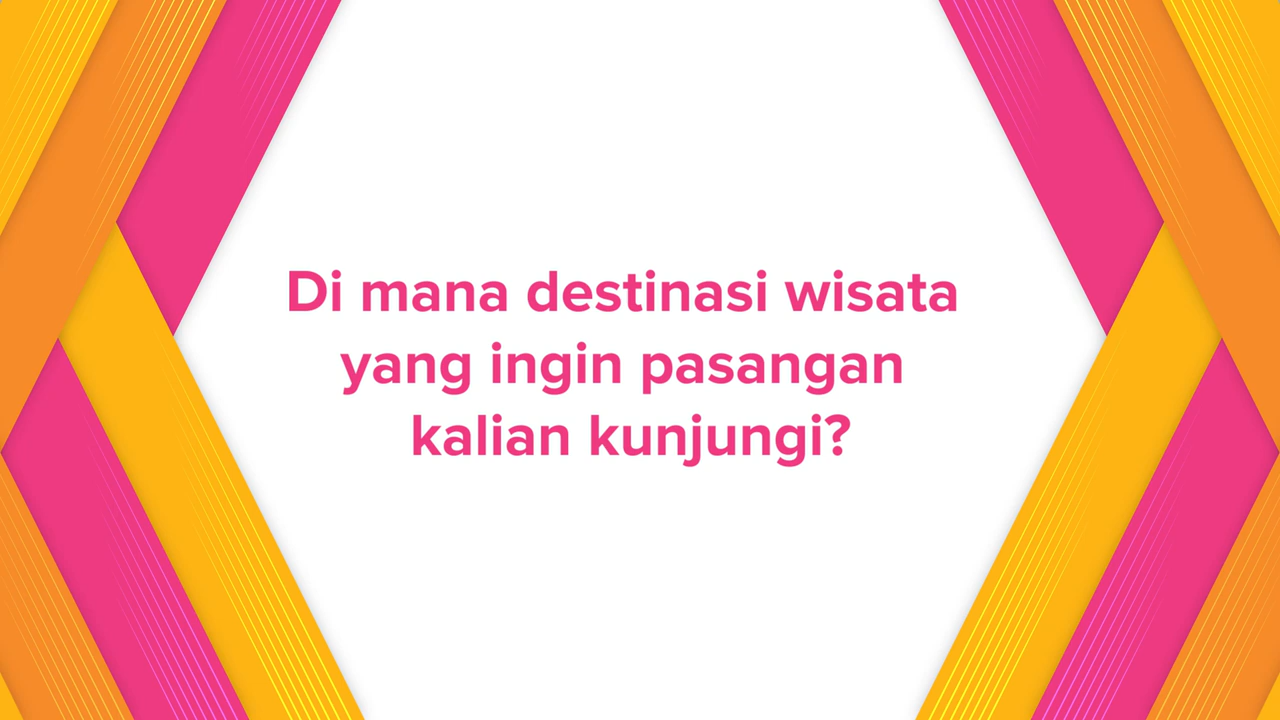 Di mana destinasi wisata
yang ingin pasangan
kalian kunjungi?